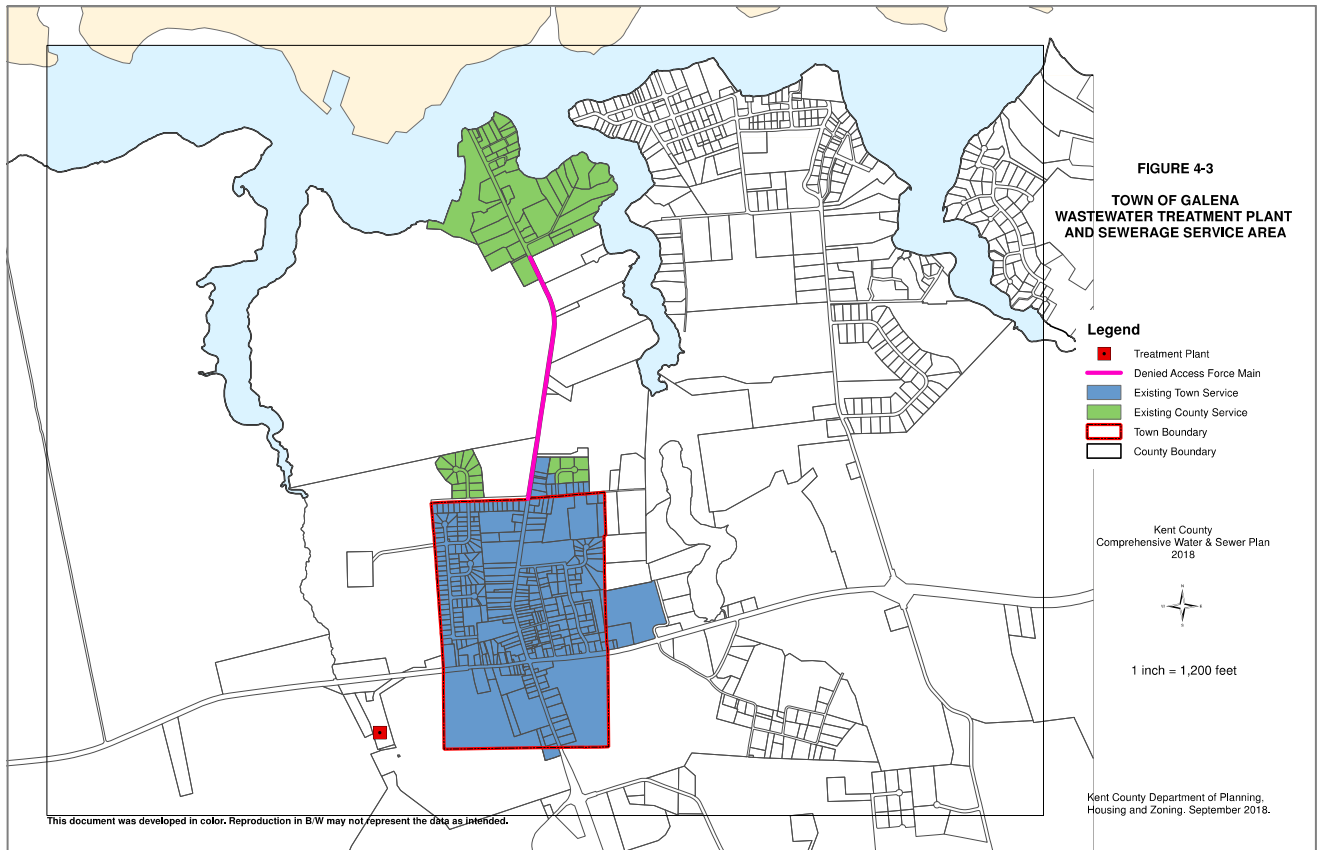 FIGURE 4-3
TOWN OF GALENA
WASTEWATER TREATMENT PLANT
AND SEWERAGE SERVICE AREA
Legend
Treatment Plant
Denied Access Force Main
Existing Town Service
Existing County Service
Town Boundary
County Boundary
Kent County
Comprehensive Water & Sewer Plan
2018
N
W E
S
1 inch = 1,200 feet
Kent County Department of Planning,
Housing and Zoning. September 2018.
This document was developed in color. Reproduction in B/W may not represent the data as intended.